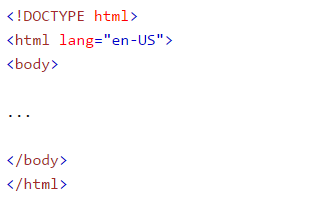 <!DOCTYPE html>
<html lang="en-US">
<body>
...
</body>
</html>